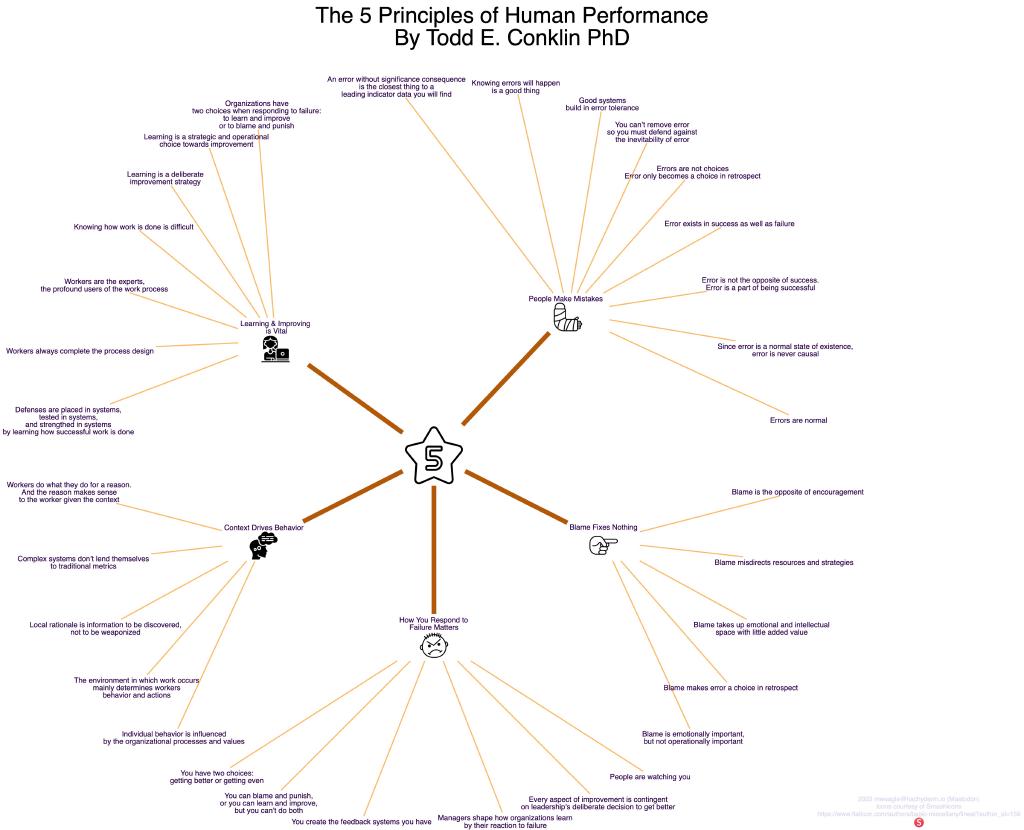 The 5 Principles of Human Performance
By Todd E. Conklin PhD
An error without significance consequence
is the closest thing to a
leading indicator data you will find
Knowing errors will happen
is a good thing
Good systems
build in error tolerance
You can't remove error
so you must defend against
the inevitability of error
Errors are not choices
Error only becomes a choice in retrospect
Error exists in success as well as failure
Error is not the opposite of success.
Error is a part of being successful
Since error is a normal state of existence,
error is never causal
Errors are normal
People Make Mistakes
Organizations have
two choices when responding to failure:
to learn and improve
or to blame and punish
Learning is a strategic and operational
choice towards improvement
Learning is a deliberate
improvement strategy
Knowing how work is done is difficult
Workers are the experts,
the profound users of the work process
Workers always complete the process design
Defenses are placed in systems,
tested in systems,
and strengthed in systems
by learning how successful work is done
Learning & Improving
is Vital
5
Workers do what they do for a reason.
And the reason makes sense
to the worker given the context
Complex systems don't lend themselves
to traditional metrics
Local rationale is information to be discovered,
not to be weaponized
The environment in which work occurs
mainly determines workers
behavior and actions
Individual behavior is influenced
by the organizational processes and values
Context Drives Behavior
Blame Fixes Nothing
Blame is the opposite of encouragement
Blame misdirects resources and strategies
Blame takes up emotional and intellectual
space with little added value
Blame makes error a choice in retrospect
Blame is emotionally important,
but not operationally important
How You Respond to
Failure Matters
You have two choices:
getting better or getting even
You can blame and punish,
or you can learn and improve,
but you can't do both
You create the feedback systems you have
Managers shape how organizations learn
by their reaction to failure
Every aspect of improvement is contingent
on leadership's deliberate decision to get better
People are watching you
Icons courtesy of Smashicons
S